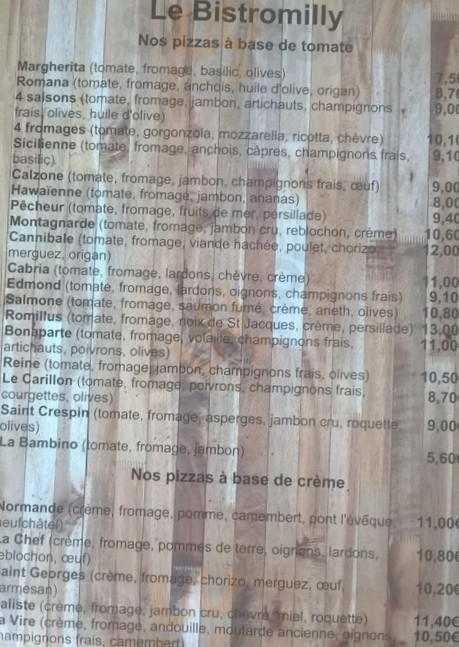 Le Bistromilly
Nos pizzas à base de tomate
Margherita (tomate, fromage, basilic, olives) 7,5
Romana (tomate, fromage, anchois, huile d'olive, origan) 8,7
4 saisons (tomate, fromage, jambon, artichauts, champignons 9,0
frais, olives, huile d'olive)
4 fromages (tomate, gorgonzola, mozzarella, ricotta, chèvre) 10,1
Sicilienne (tomate, fromage, anchois, câpres, champignons frais, 9,10
basilic)
Calzone (tomate, fromage, jambon, champignons frais, œuf) 9,00
Hawaïenne (tomate, fromage, jambon, ananas) 8,00
Pêcheur (tomate, fromage, fruits de mer, persillade) 9,40
Montagnarde (tomate, fromage, jambon cru, reblochon, crème) 10,60
Cannibale (tomate, fromage, viande hachée, poulet, chorizo 12,00
merguez, origan)
Cabria (tomate, fromage, lardons, chèvre, crème) 11,00
Edmond (tomate, fromage, lardons, oignons, champignons frais) 9,10
Salmone (tomate, fromage, saumon fumé, crème, aneth, olives) 10,80
Romillus (tomate, fromage, noix de St Jacques, crème, persillade) 13,00
Bonaparte (tomate, fromage, volaille, champignons frais, 11,00
artichauts, poivrons, olives)
Reine (tomate, fromage, jambon, champignons frais, olives) 10,50
Le Carillon (tomate, fromage, poivrons, champignons frais, 8,70
courgettes, olives)
Saint Crespin (tomate, fromage, asperges, jambon cru, roquette, 9,00€
olives)
La Bambino (tomate, fromage, jambon) 5,60€
Nos pizzas à base de crème
Normande (crème, fromage, pomme, camembert, pont l'évêque, 11,00€
neufchâtel)
a Chef (crème, fromage, pommes de terre, oignons, lardons, 10,80€
eblochon, œuf)
aint Georges (crème, fromage, chorizo, merguez, œuf, 10,20€
armesan)
aliste (crème, fromage, jambon cru, chèvre, miel, roquette) 11,40€
a Vire (crème, fromage, andouille, moutarde ancienne, oignons, 10,50€
hampignons frais, camembert)